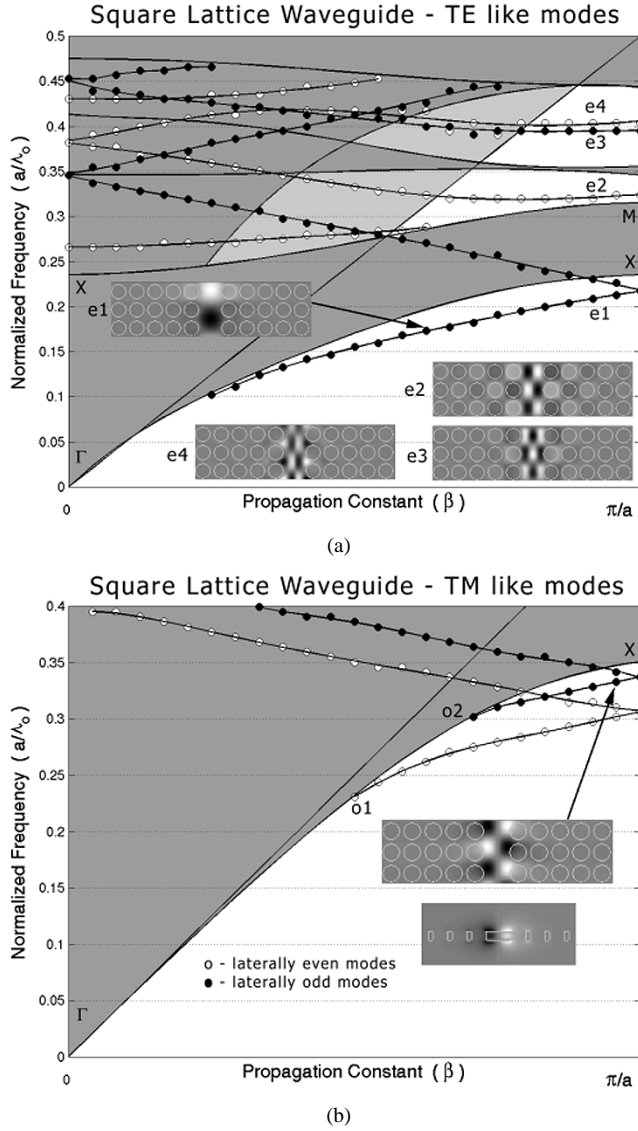 Square Lattice Waveguide - TE like modes
Normalized Frequency (a/λo)
0.5
0.45
0.4
0.35
0.3
0.25
0.2
0.15
0.1
0.05
0
e4
e3
e2
M
X
X
e1
e1
e2
e4
e3
Γ
0
Propagation Constant (β)
π/a
(a)
Square Lattice Waveguide - TM like modes
Normalized Frequency (a/λo)
0.4
0.35
0.3
0.25
0.2
0.15
0.1
0.05
0
X
o2
o1
o - laterally even modes
● - laterally odd modes
Γ
0
Propagation Constant (β)
π/a
(b)